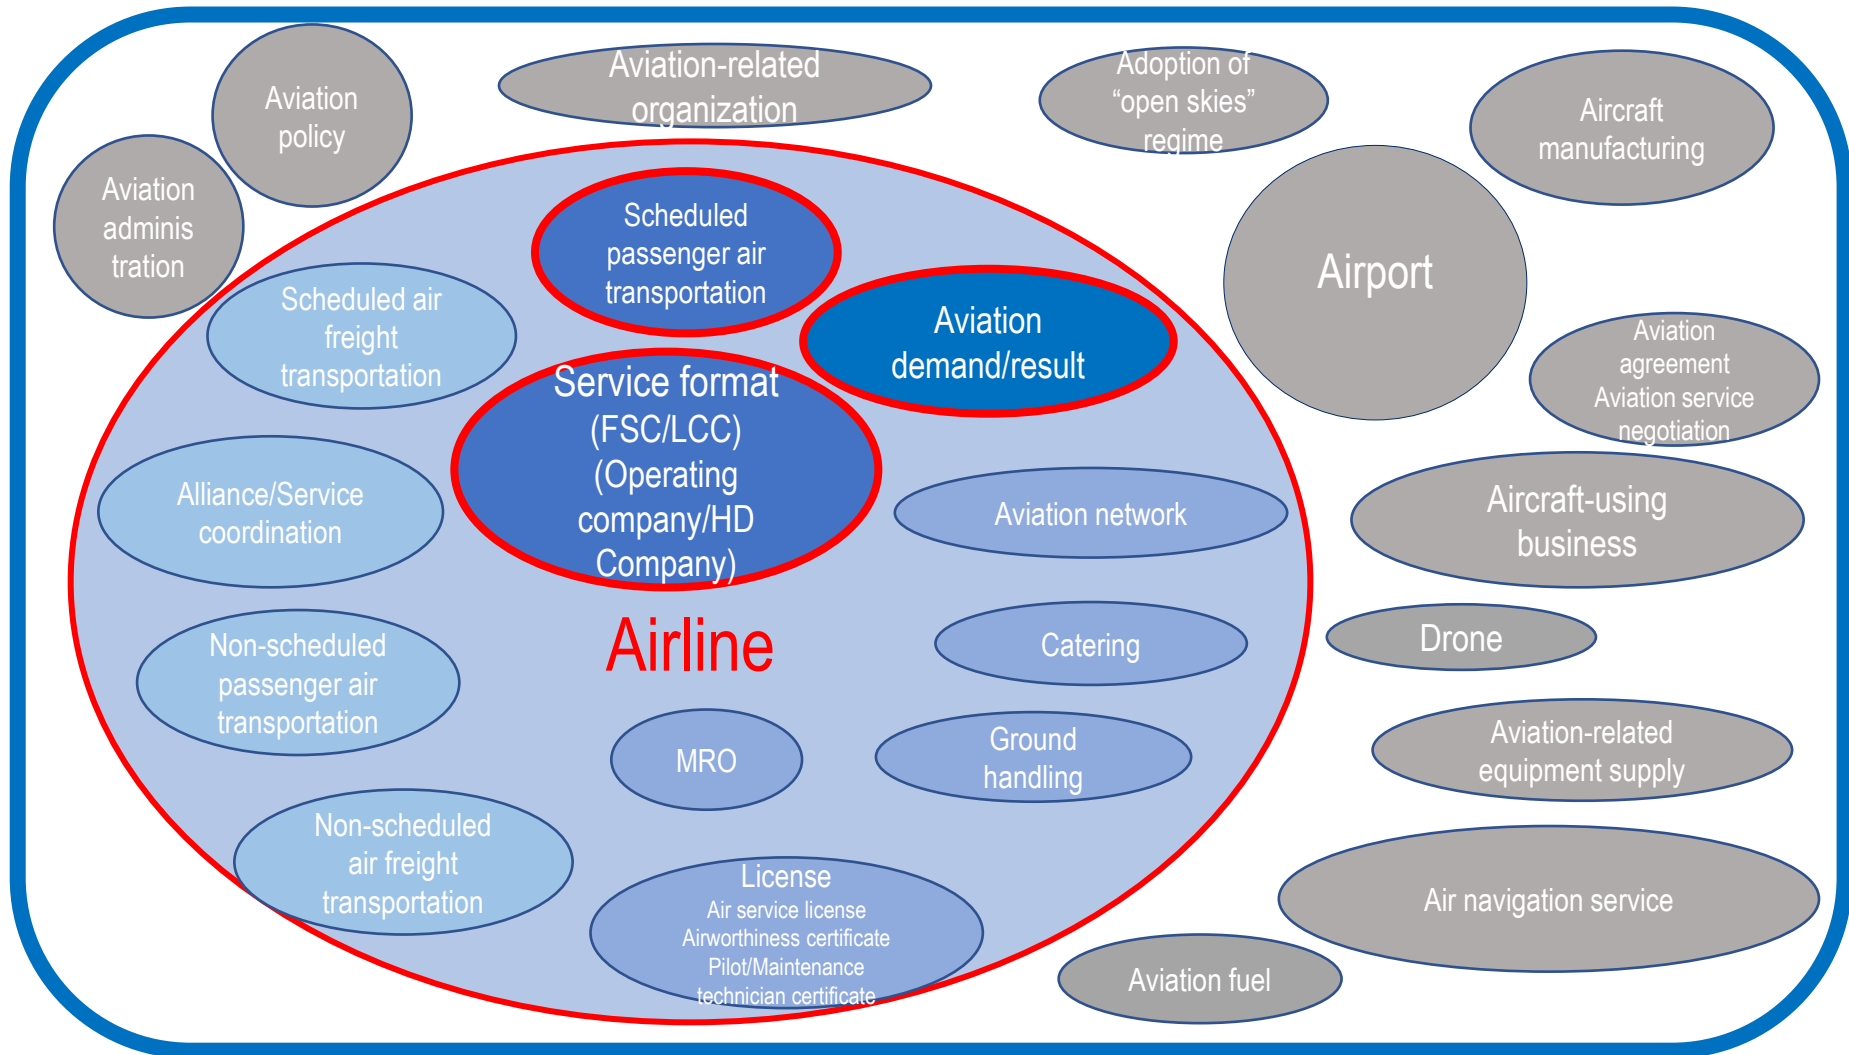 Aviation
policy
Aviation-related
organization
Adoption of
“open skies”
regime
Aircraft
manufacturing
Aviation
adminis
tration
Scheduled
passenger air
transportation
Airport
Scheduled air
freight
transportation
Aviation
demand/result
Aviation
agreement
Aviation service
negotiation
Service format
(FSC/LCC)
(Operating
company/HD
Company)
Alliance/Service
coordination
Aviation network
Aircraft-using
business
Airline
Non-scheduled
passenger air
transportation
Catering
Drone
MRO
Ground
handling
Aviation-related
equipment supply
Non-scheduled
air freight
transportation
License
Air service license
Airworthiness certificate
Pilot/Maintenance
technician certificate
Air navigation service
Aviation fuel